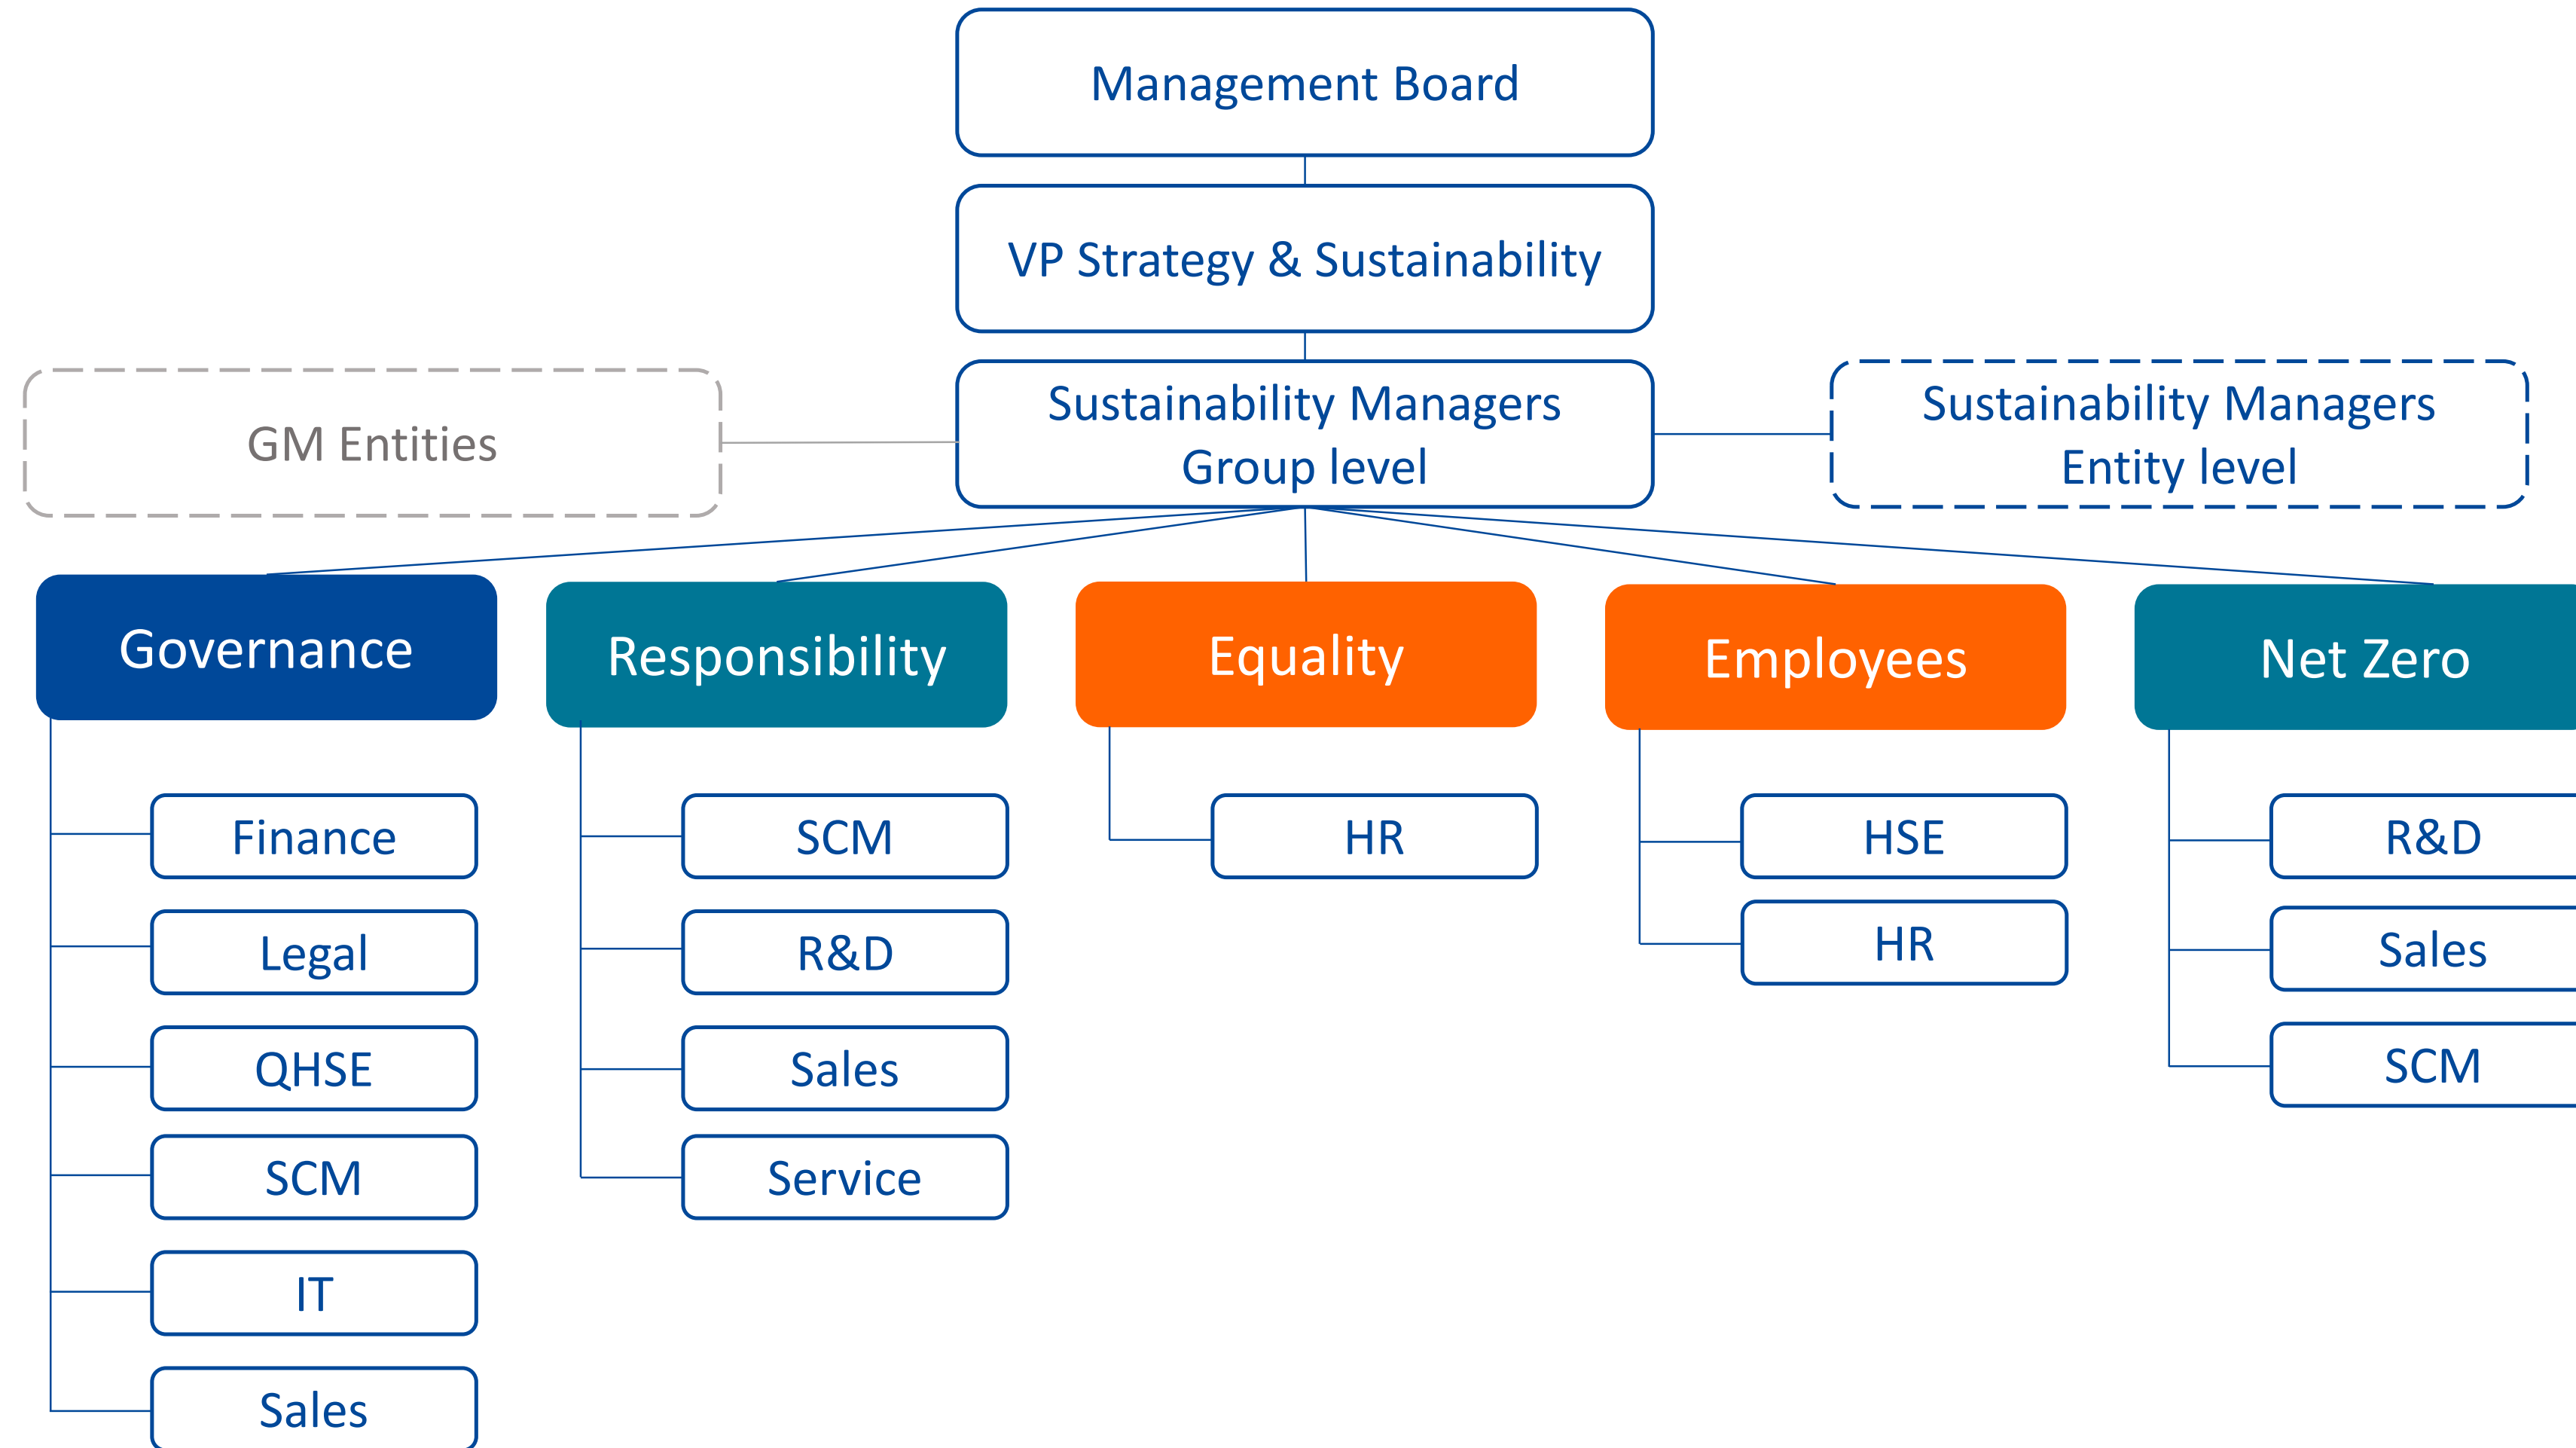 Management Board
VP Strategy & Sustainability
GM Entities
Sustainability Managers
Group level
Sustainability Managers
Entity level
Governance
Responsibility
Equality
Employees
Net Zero
Finance
Legal
QHSE
SCM
IT
Sales
SCM
R&D
Sales
Service
HR
HSE
HR
R&D
Sales
SCM